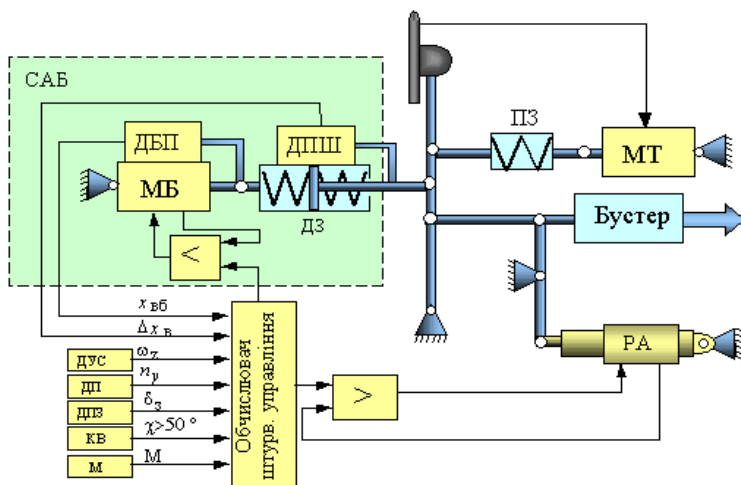 САБ
ДБП
ДПШ
ПЗ
МБ
МТ
ДЗ
Бустер
<
x вб
Δx в
ДУС
ω z
ДП
n y
ДПЗ
δ з
КВ
χ>50 °
М
М
Обчислювач
штурв. управління
>
РА